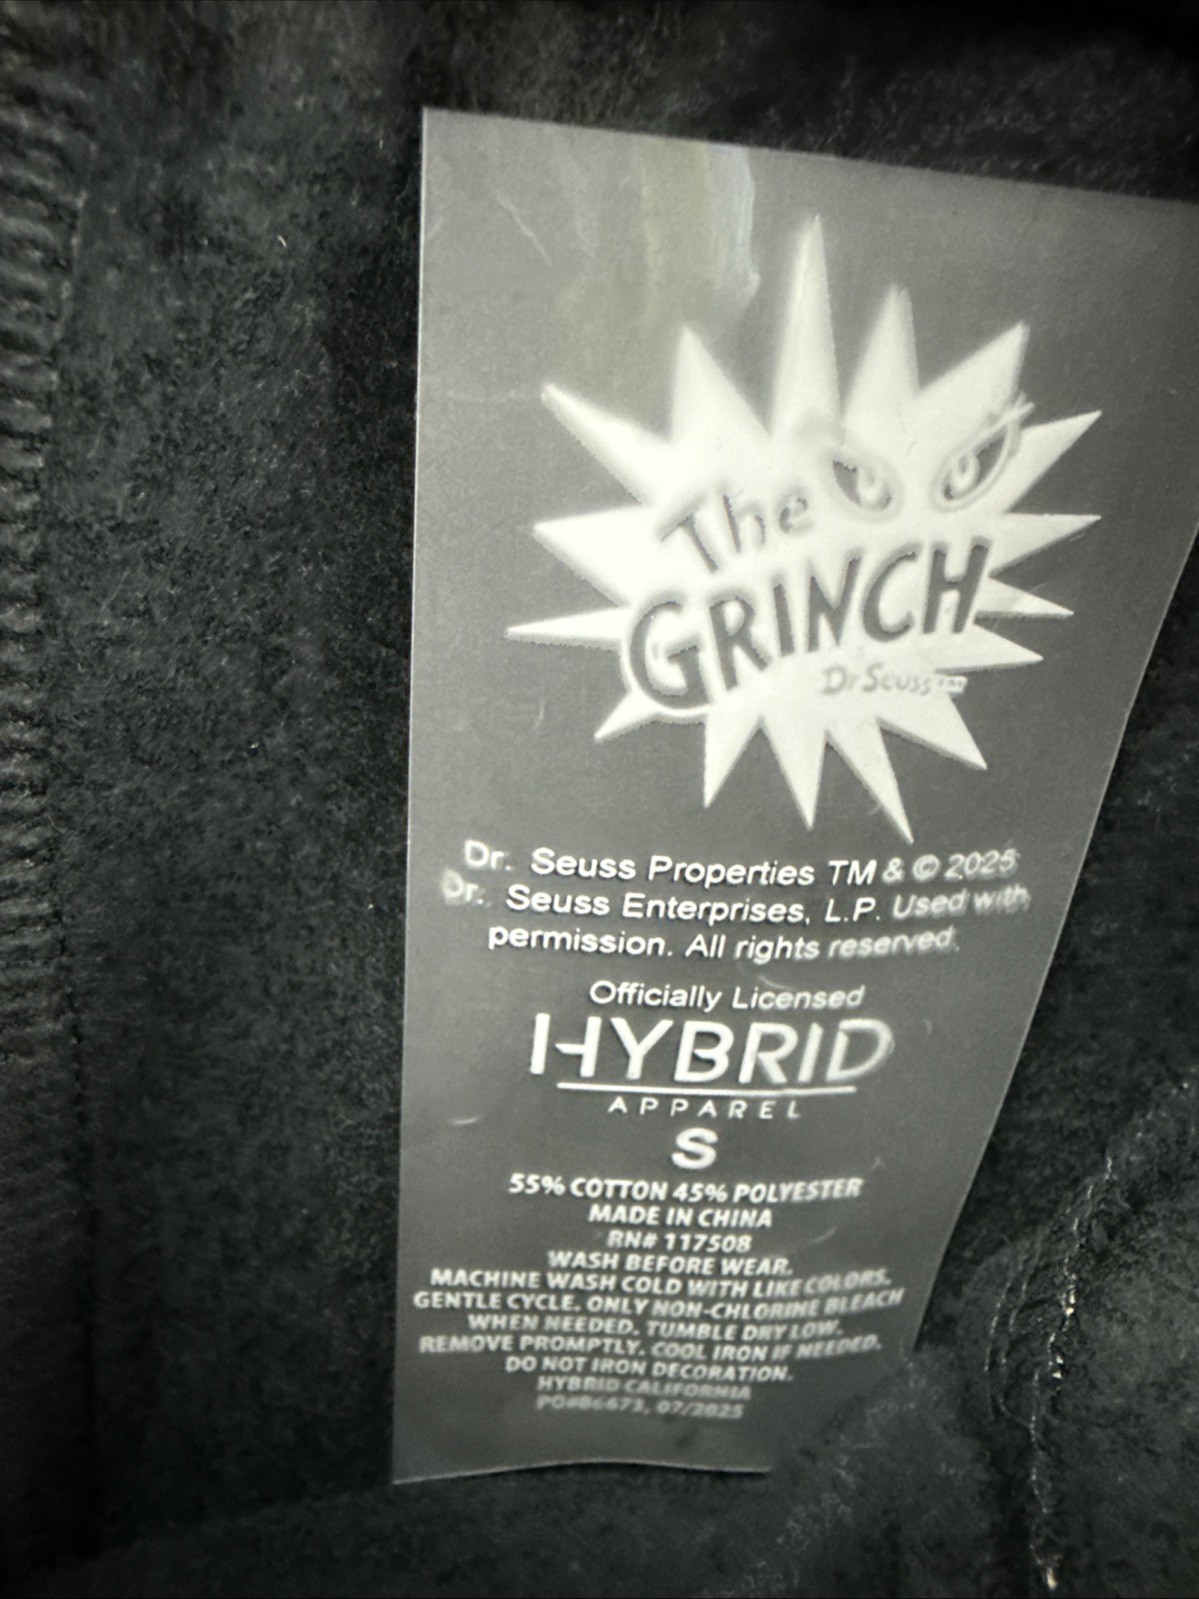 The
GRINCH
Dr. Seuss™
Dr. Seuss Properties TM & © 2025
Dr. Seuss Enterprises, L.P. Used with
permission. All rights reserved.
Officially Licensed
HYBRID
APPAREL
S
55% COTTON 45% POLYESTER
MADE IN CHINA
RN# 117508
WASH BEFORE WEAR.
MACHINE WASH COLD WITH LIKE COLORS.
GENTLE CYCLE. ONLY NON-CHLORINE BLEACH
WHEN NEEDED. TUMBLE DRY LOW.
REMOVE PROMPTLY. COOL IRON IF NEEDED.
DO NOT IRON DECORATION.
HYBRID CALIFORNIA
PO#86673, 07/2025